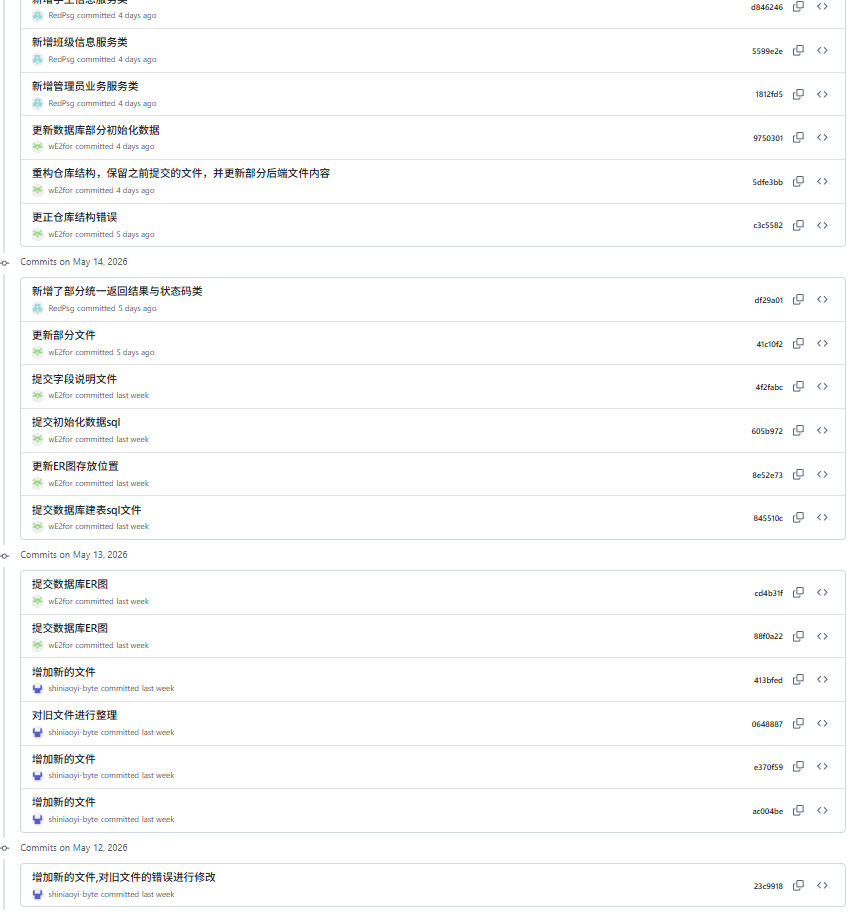 新增学生信息服务类
RedPsg committed 4 days ago
d846246
新增班级信息服务类
RedPsg committed 4 days ago
5599e2e
新增管理员业务服务类
RedPsg committed 4 days ago
1812fd5
更新数据库部分初始化数据
wE2for committed 4 days ago
9750301
重构仓库结构，保留之前提交的文件，并更新部分后端文件内容
wE2for committed 4 days ago
5dfe3bb
更正仓库结构错误
wE2for committed 5 days ago
c3c5582
Commits on May 14, 2026
新增了部分统一返回结果与状态码类
RedPsg committed 5 days ago
df29a01
更新部分文件
wE2for committed 5 days ago
41c10f2
提交字段说明文件
wE2for committed last week
4f2fabc
提交初始化数据sql
wE2for committed last week
605b972
更新ER图存放位置
wE2for committed last week
8e52e73
提交数据库建表sql文件
wE2for committed last week
845510c
Commits on May 13, 2026
提交数据库ER图
wE2for committed last week
cd4b31f
提交数据库ER图
wE2for committed last week
88f0a22
增加新的文件
shiniaoyi-byte committed last week
413bfed
对旧文件进行整理
shiniaoyi-byte committed last week
0648887
增加新的文件
shiniaoyi-byte committed last week
e370f59
增加新的文件
shiniaoyi-byte committed last week
ac004be
Commits on May 12, 2026
增加新的文件,对旧文件的错误进行修改
shiniaoyi-byte committed last week
23c9918